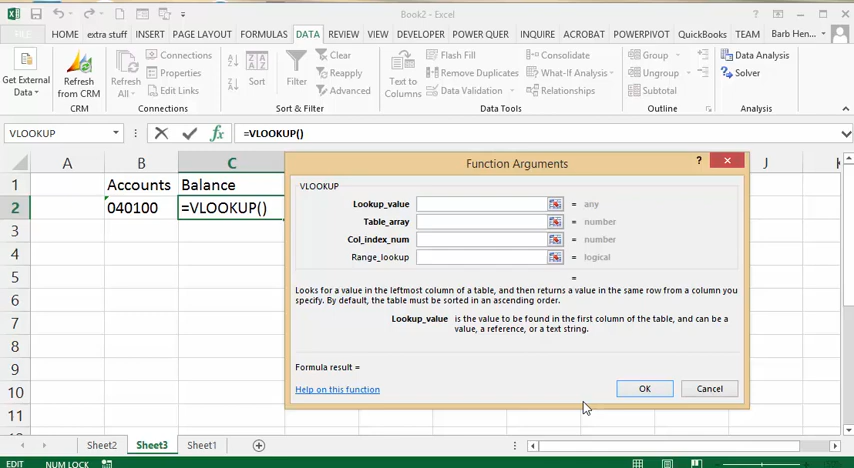 Book2 - Excel
FILE HOME extra stuff INSERT PAGE LAYOUT FORMULAS DATA REVIEW VIEW DEVELOPER POWER QUER INQUIRE ACROBAT POWERPIVOT QuickBooks TEAM Barb Hen...
Get External Data
Refresh from CRM
CRM
Refresh All
Connections
Properties
Edit Links
Connections
Sort
Filter
Clear
Reapply
Advanced
Sort & Filter
Text to Columns
Flash Fill
Remove Duplicates
Data Validation
Consolidate
What-If Analysis
Relationships
Data Tools
Group
Ungroup
Subtotal
Outline
Data Analysis
Solver
Analysis
VLOOKUP
fx
=VLOOKUP()
A B C J K
1 Accounts Balance
2 040100 =VLOOKUP()
3
4
5
6
7
8
9
10
11
Function Arguments
?
VLOOKUP
Lookup_value = any
Table_array = number
Col_index_num = number
Range_lookup = logical
=
Looks for a value in the leftmost column of a table, and then returns a value in the same row from a column you
specify. By default, the table must be sorted in an ascending order.
Lookup_value is the value to be found in the first column of the table, and can be a
value, a reference, or a text string.
Formula result =
Help on this function
OK
Cancel
Sheet2 Sheet3 Sheet1
EDIT NUM LOCK